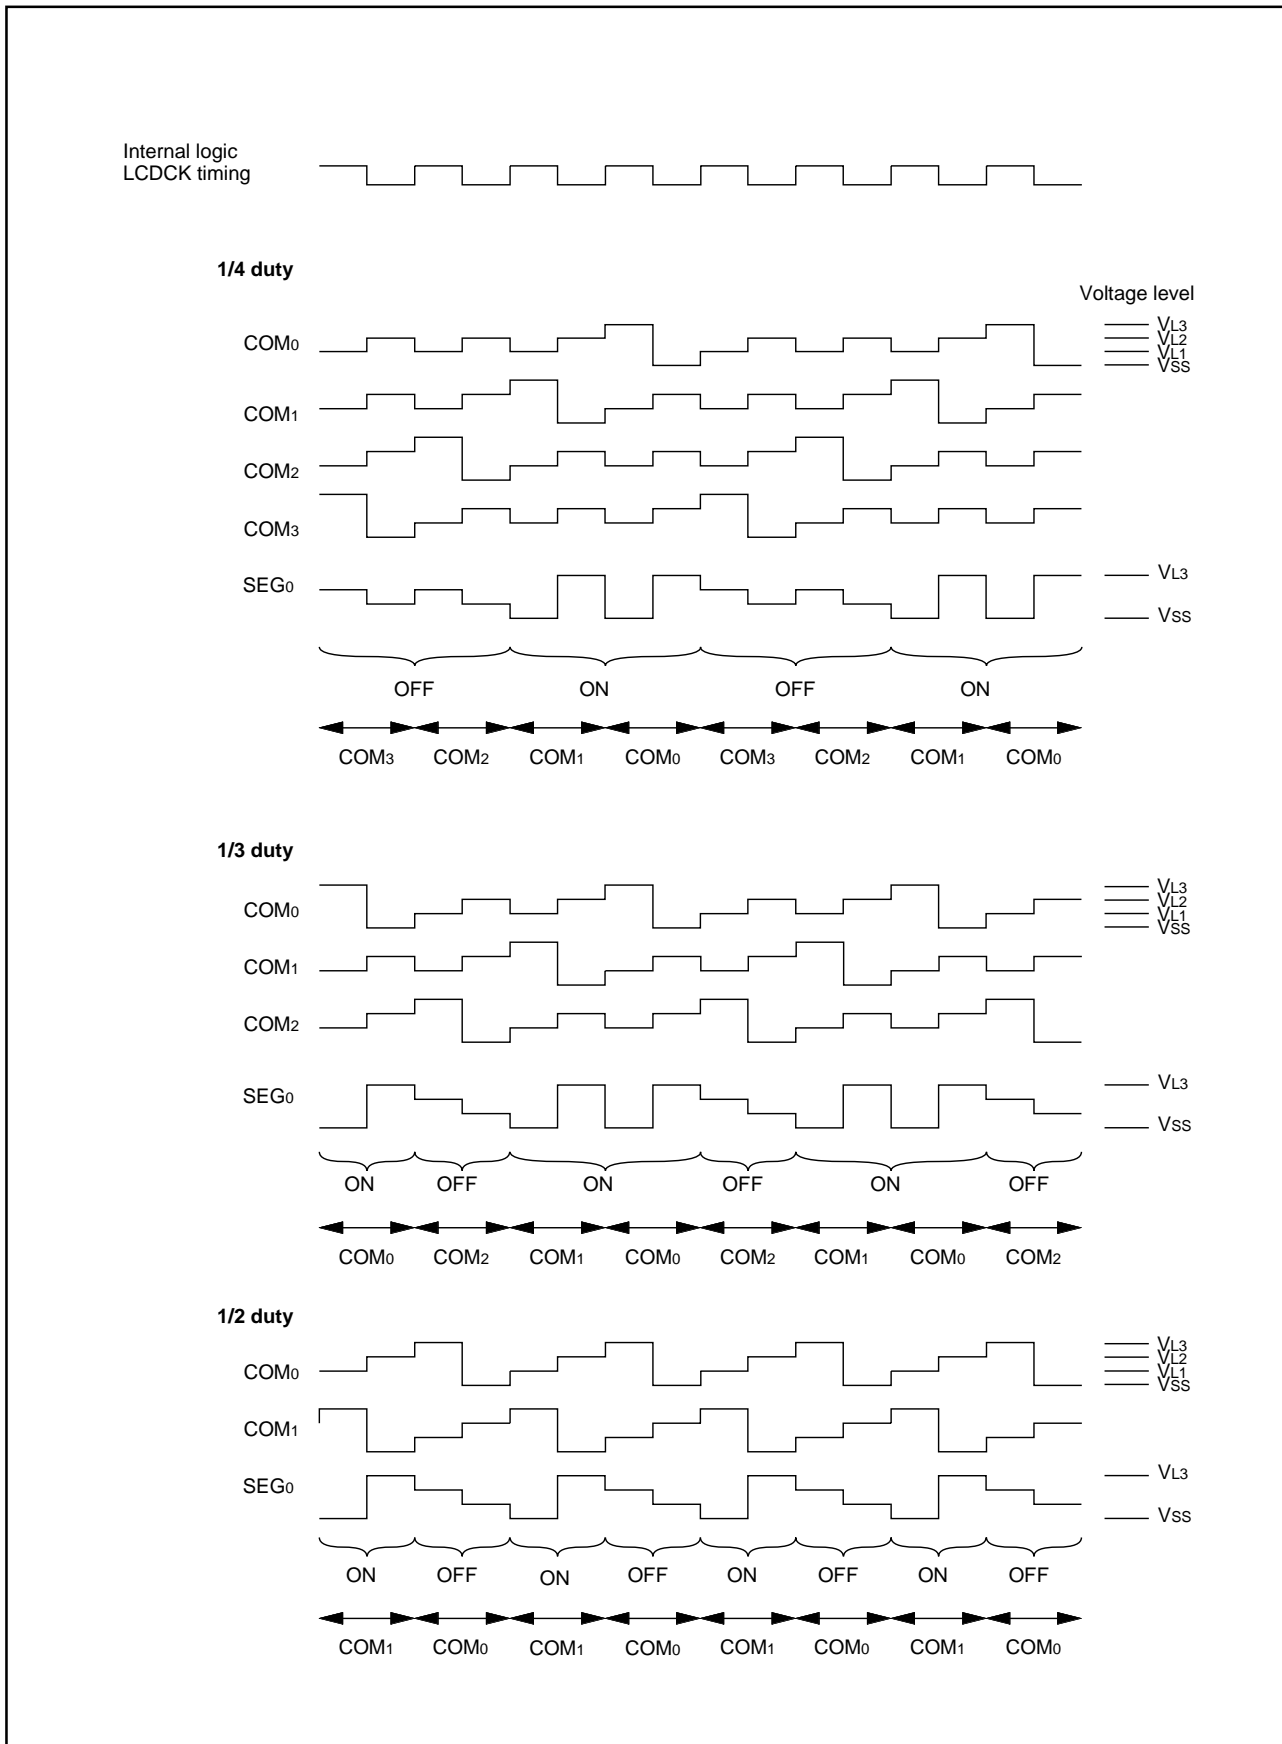 Internal logic
LCDCK timing
1/4 duty
Voltage level
COM0
VL3
VL2
VL1
VSS
COM1
COM2
COM3
SEG0
VL3
VSS
OFF ON OFF ON
COM3 COM2 COM1 COM0 COM3 COM2 COM1 COM0
1/3 duty
COM0
VL3
VL2
VL1
VSS
COM1
COM2
SEG0
VL3
VSS
ON OFF ON OFF ON OFF
COM0 COM2 COM1 COM0 COM2 COM1 COM0 COM2
1/2 duty
COM0
VL3
VL2
VL1
VSS
COM1
SEG0
VL3
VSS
ON OFF ON OFF ON OFF ON OFF
COM1 COM0 COM1 COM0 COM1 COM0 COM1 COM0